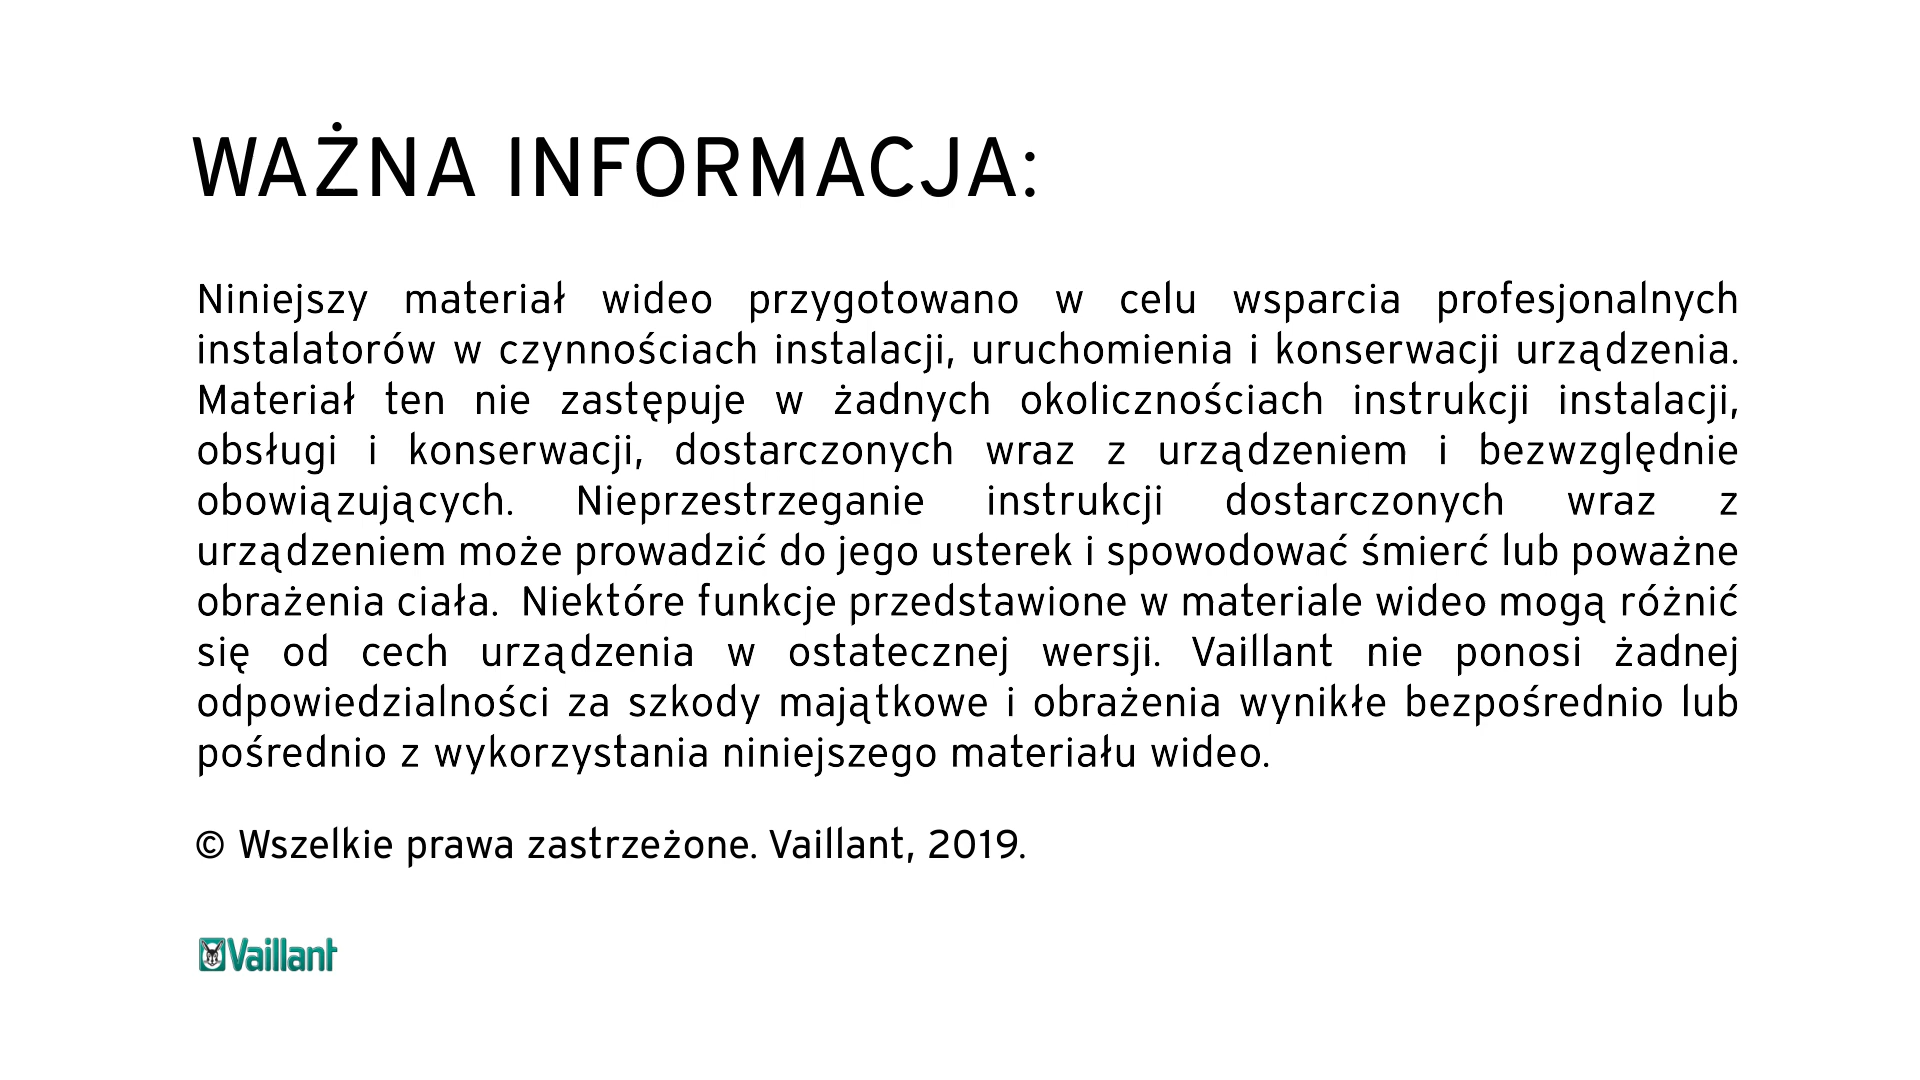 WAŻNA INFORMACJA:
Niniejszy materiał wideo przygotowano w celu wsparcia profesjonalnych
instalatorów w czynnościach instalacji, uruchomienia i konserwacji urządzenia.
Materiał ten nie zastępuje w żadnych okolicznościach instrukcji instalacji,
obsługi i konserwacji, dostarczonych wraz z urządzeniem i bezwzględnie
obowiązujących. Nieprzestrzeganie instrukcji dostarczonych wraz z
urządzeniem może prowadzić do jego usterek i spowodować śmierć lub poważne
obrażenia ciała. Niektóre funkcje przedstawione w materiale wideo mogą różnić
się od cech urządzenia w ostatecznej wersji. Vaillant nie ponosi żadnej
odpowiedzialności za szkody majątkowe i obrażenia wynikłe bezpośrednio lub
pośrednio z wykorzystania niniejszego materiału wideo.
© Wszelkie prawa zastrzeżone. Vaillant, 2019.
Vaillant